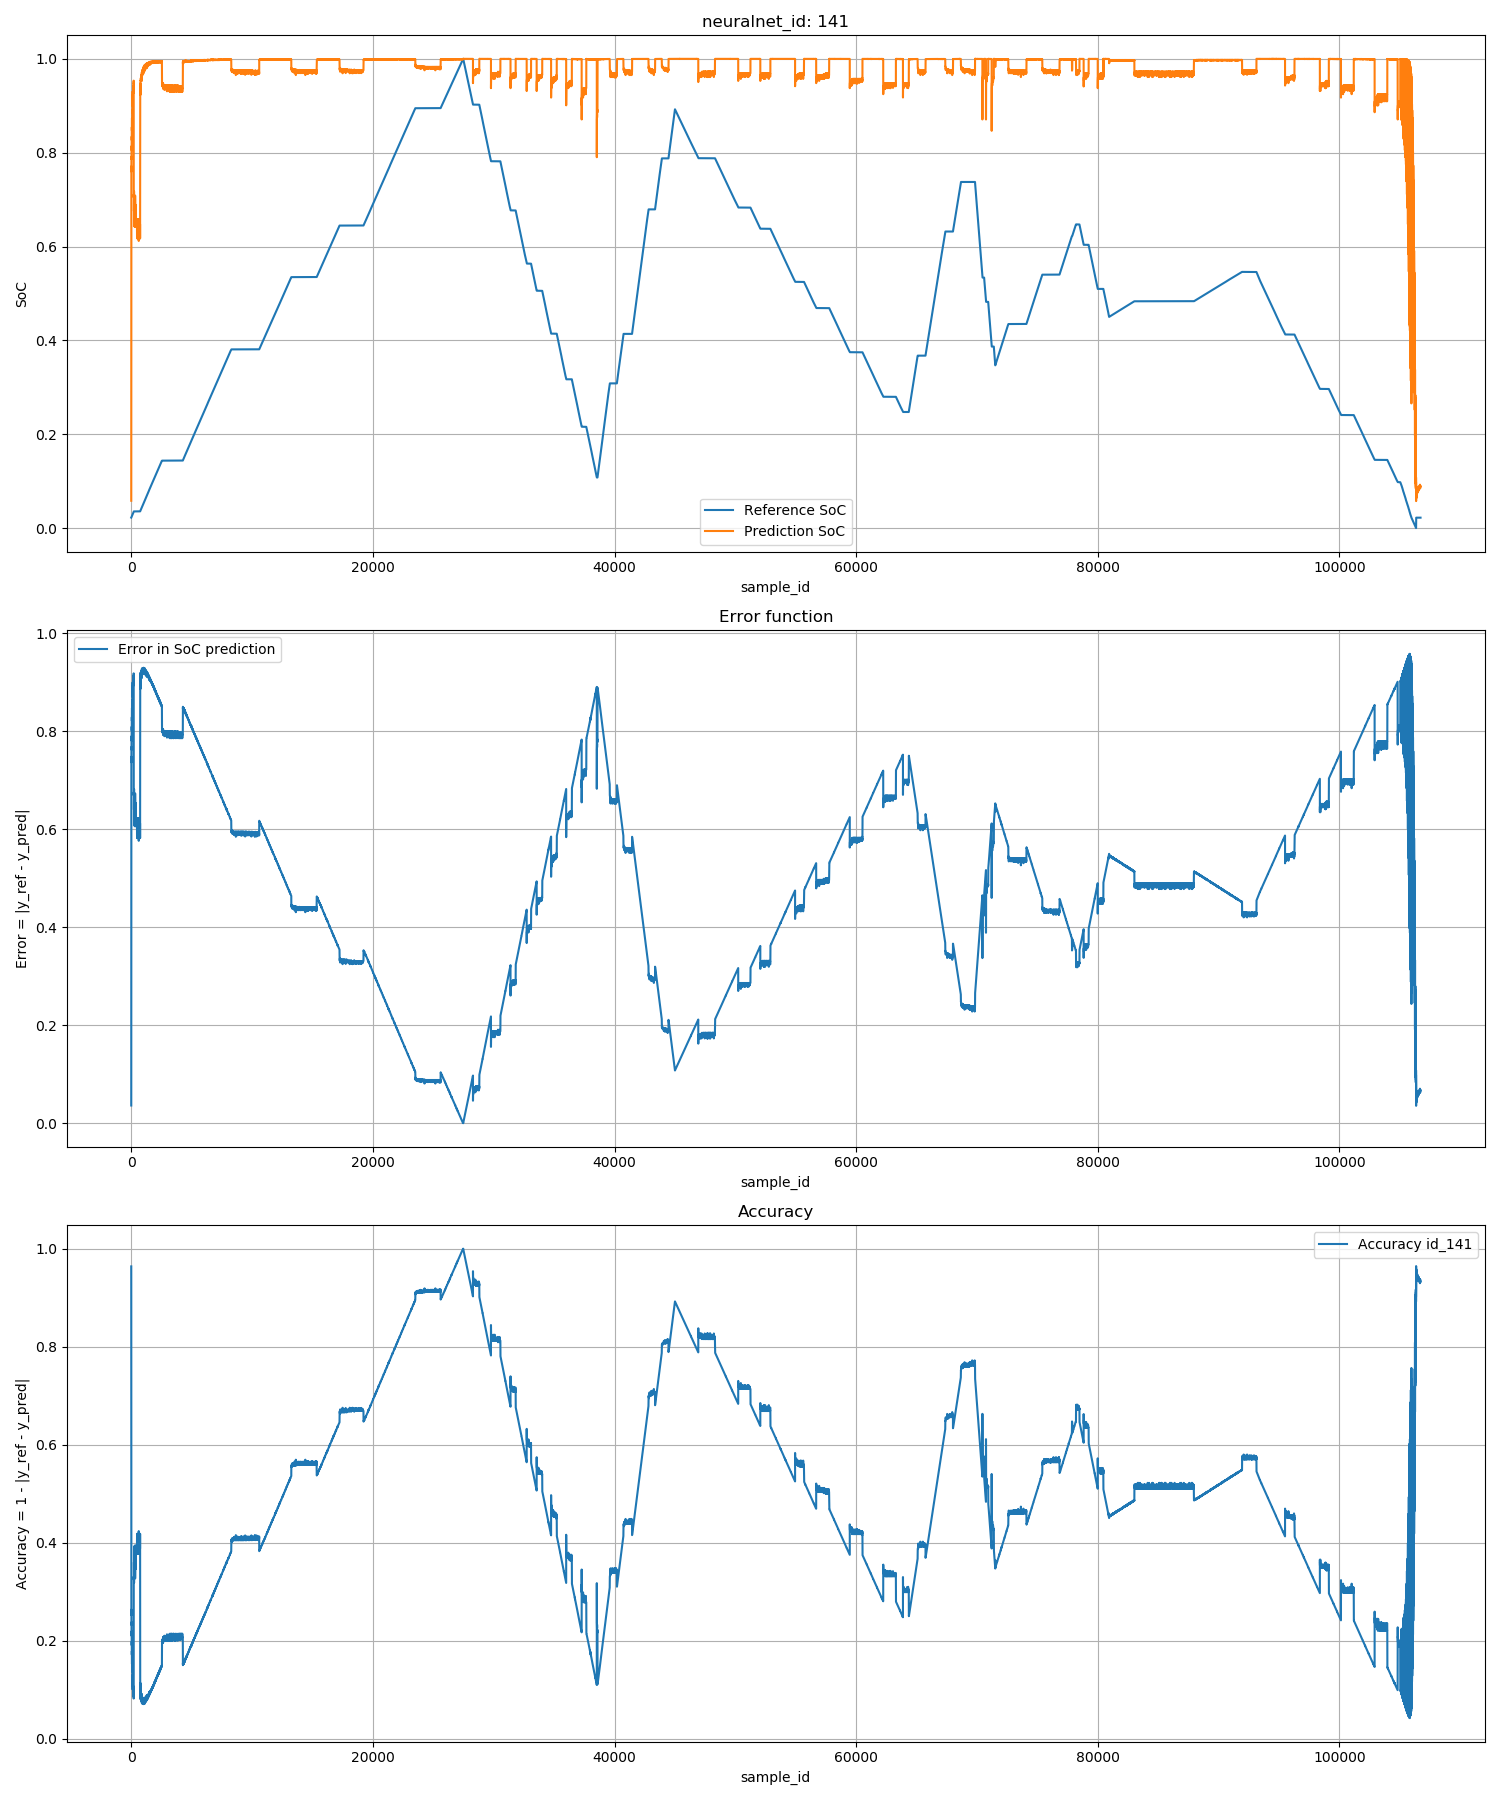 neuralnet_id: 141
SoC
1.0
0.8
0.6
0.4
0.2
0.0
Reference SoC
Prediction SoC
0 20000 40000 60000 80000 100000
sample_id
Error function
Error = |y_ref - y_pred|
1.0
0.8
0.6
0.4
0.2
0.0
Error in SoC prediction
0 20000 40000 60000 80000 100000
sample_id
Accuracy
Accuracy = 1 - |y_ref - y_pred|
1.0
0.8
0.6
0.4
0.2
0.0
Accuracy id_141
0 20000 40000 60000 80000 100000
sample_id